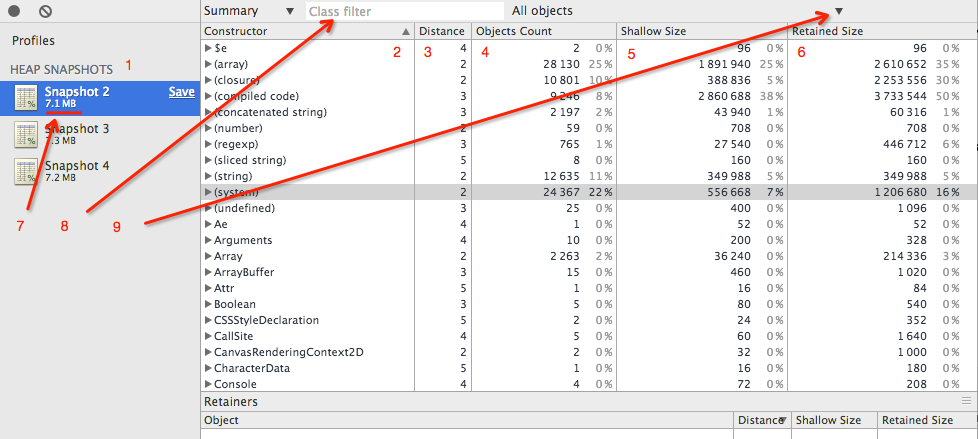 Summary ▼ Class filter All objects ▼
Profiles
HEAP SNAPSHOTS 1
Snapshot 2 Save
7.1 MB
Snapshot 3
7.3 MB
Snapshot 4
7.2 MB
7 8 9
Constructor Distance Objects Count Shallow Size Retained Size
2 3 4 5 6
$e 4 2 0% 96 0% 96 0%
(array) 2 28 130 25% 1 891 940 25% 2 610 652 35%
(closure) 2 10 801 10% 388 836 5% 2 253 556 30%
(compiled code) 3 9 246 8% 2 860 688 38% 3 733 544 50%
(concatenated string) 3 2 197 2% 43 940 1% 60 316 1%
(number) 2 59 0% 708 0% 708 0%
(regexp) 3 765 1% 27 540 0% 446 712 6%
(sliced string) 5 8 0% 160 0% 160 0%
(string) 2 12 635 11% 349 988 5% 349 988 5%
(system) 2 24 367 22% 556 668 7% 1 206 680 16%
(undefined) 3 25 0% 400 0% 1 096 0%
Ae 4 1 0% 52 0% 52 0%
Arguments 4 10 0% 200 0% 328 0%
Array 2 2 263 2% 36 240 0% 214 336 3%
ArrayBuffer 3 15 0% 460 0% 1 020 0%
Attr 5 1 0% 16 0% 84 0%
Boolean 3 5 0% 80 0% 540 0%
CSSStyleDeclaration 5 2 0% 24 0% 352 0%
CallSite 4 5 0% 60 0% 1 640 0%
CanvasRenderingContext2D 2 2 0% 32 0% 1 000 0%
CharacterData 5 1 0% 16 0% 180 0%
Console 4 4 0% 72 0% 208 0%
Retainers
Object Distance Shallow Size Retained Size